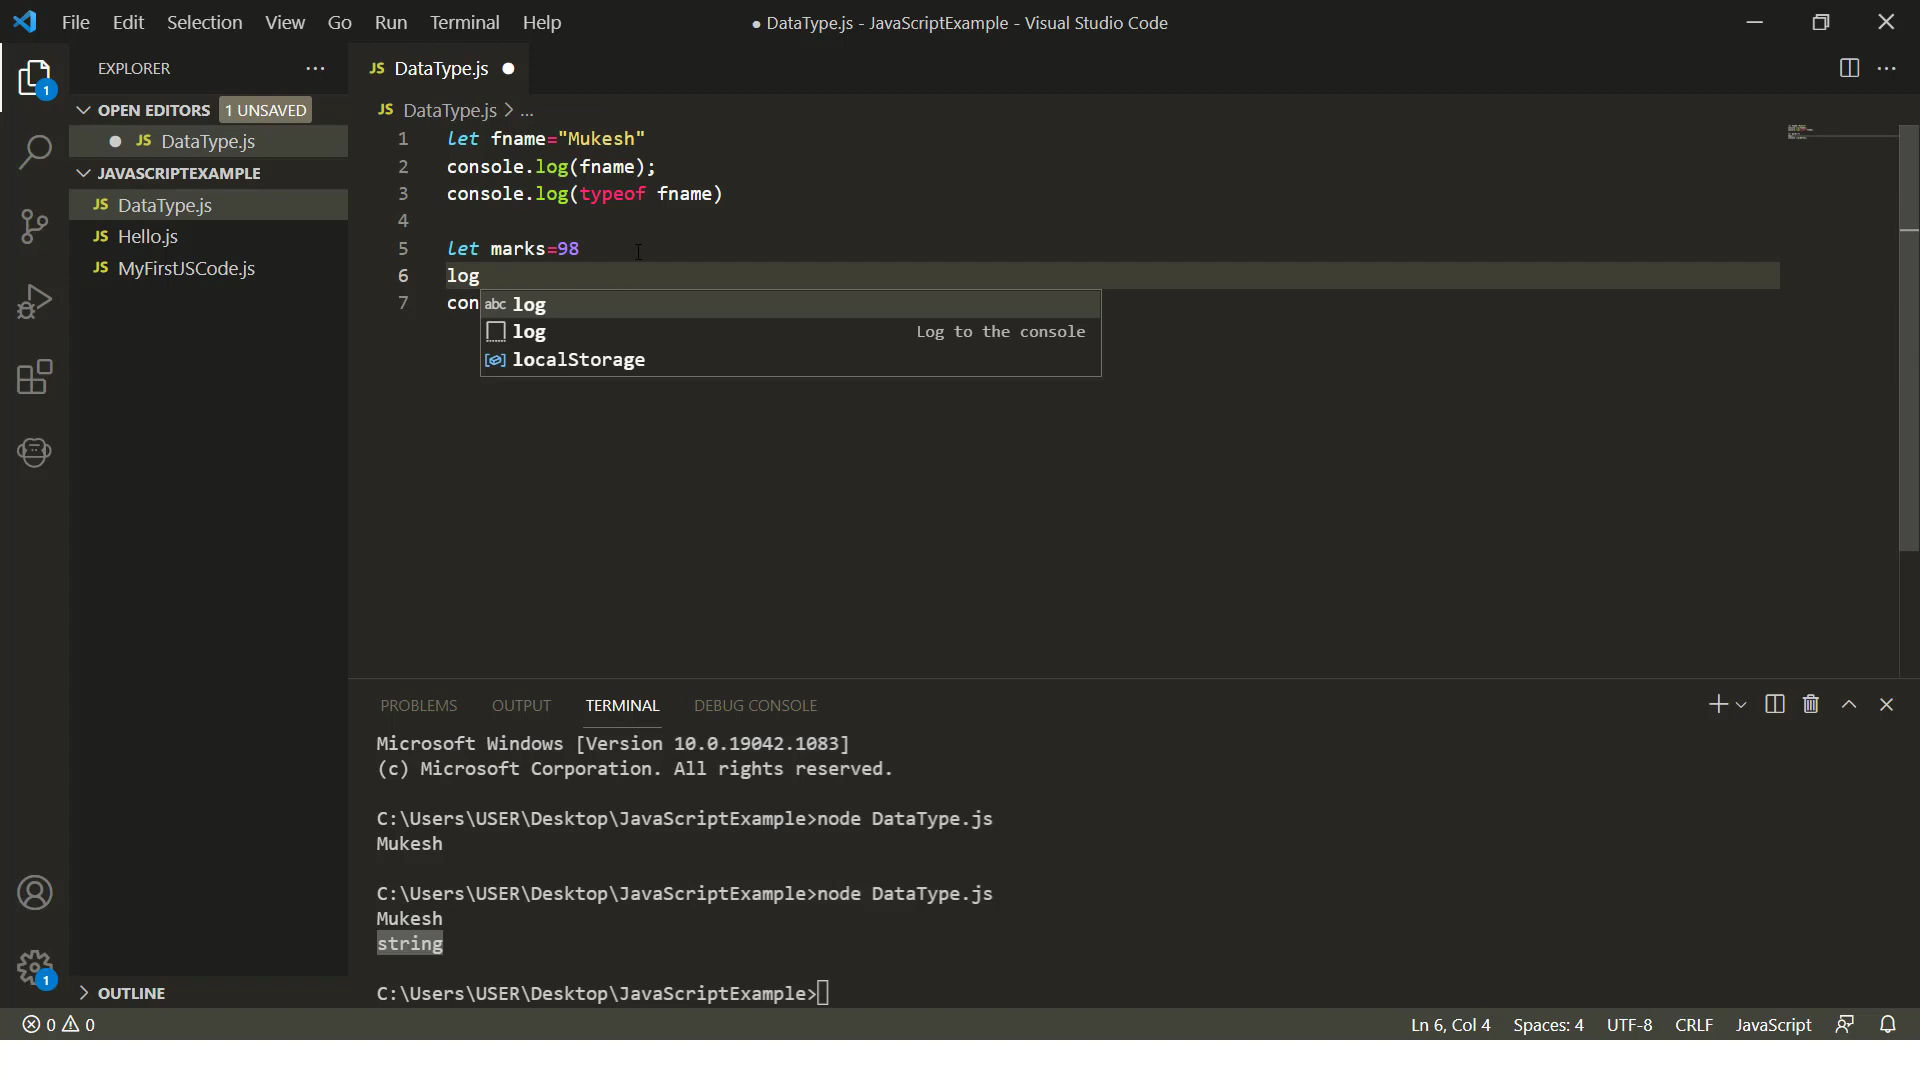 File Edit Selection View Go Run Terminal Help
● DataType.js - JavaScriptExample - Visual Studio Code
EXPLORER
1
OPEN EDITORS 1 UNSAVED
● JS DataType.js
JAVASCRIPTEXAMPLE
JS DataType.js
JS Hello.js
JS MyFirstJSCode.js
OUTLINE
1
JS DataType.js ●
JS DataType.js > ...
1 let fname="Mukesh"
2 console.log(fname);
3 console.log(typeof fname)
4
5 let marks=98
6 log
7 con
abc log
log Log to the console
localStorage
PROBLEMS OUTPUT TERMINAL DEBUG CONSOLE
Microsoft Windows [Version 10.0.19042.1083]
(c) Microsoft Corporation. All rights reserved.
C:\Users\USER\Desktop\JavaScriptExample>node DataType.js
Mukesh
C:\Users\USER\Desktop\JavaScriptExample>node DataType.js
Mukesh
string
C:\Users\USER\Desktop\JavaScriptExample>
0 0 Ln 6, Col 4 Spaces: 4 UTF-8 CRLF JavaScript